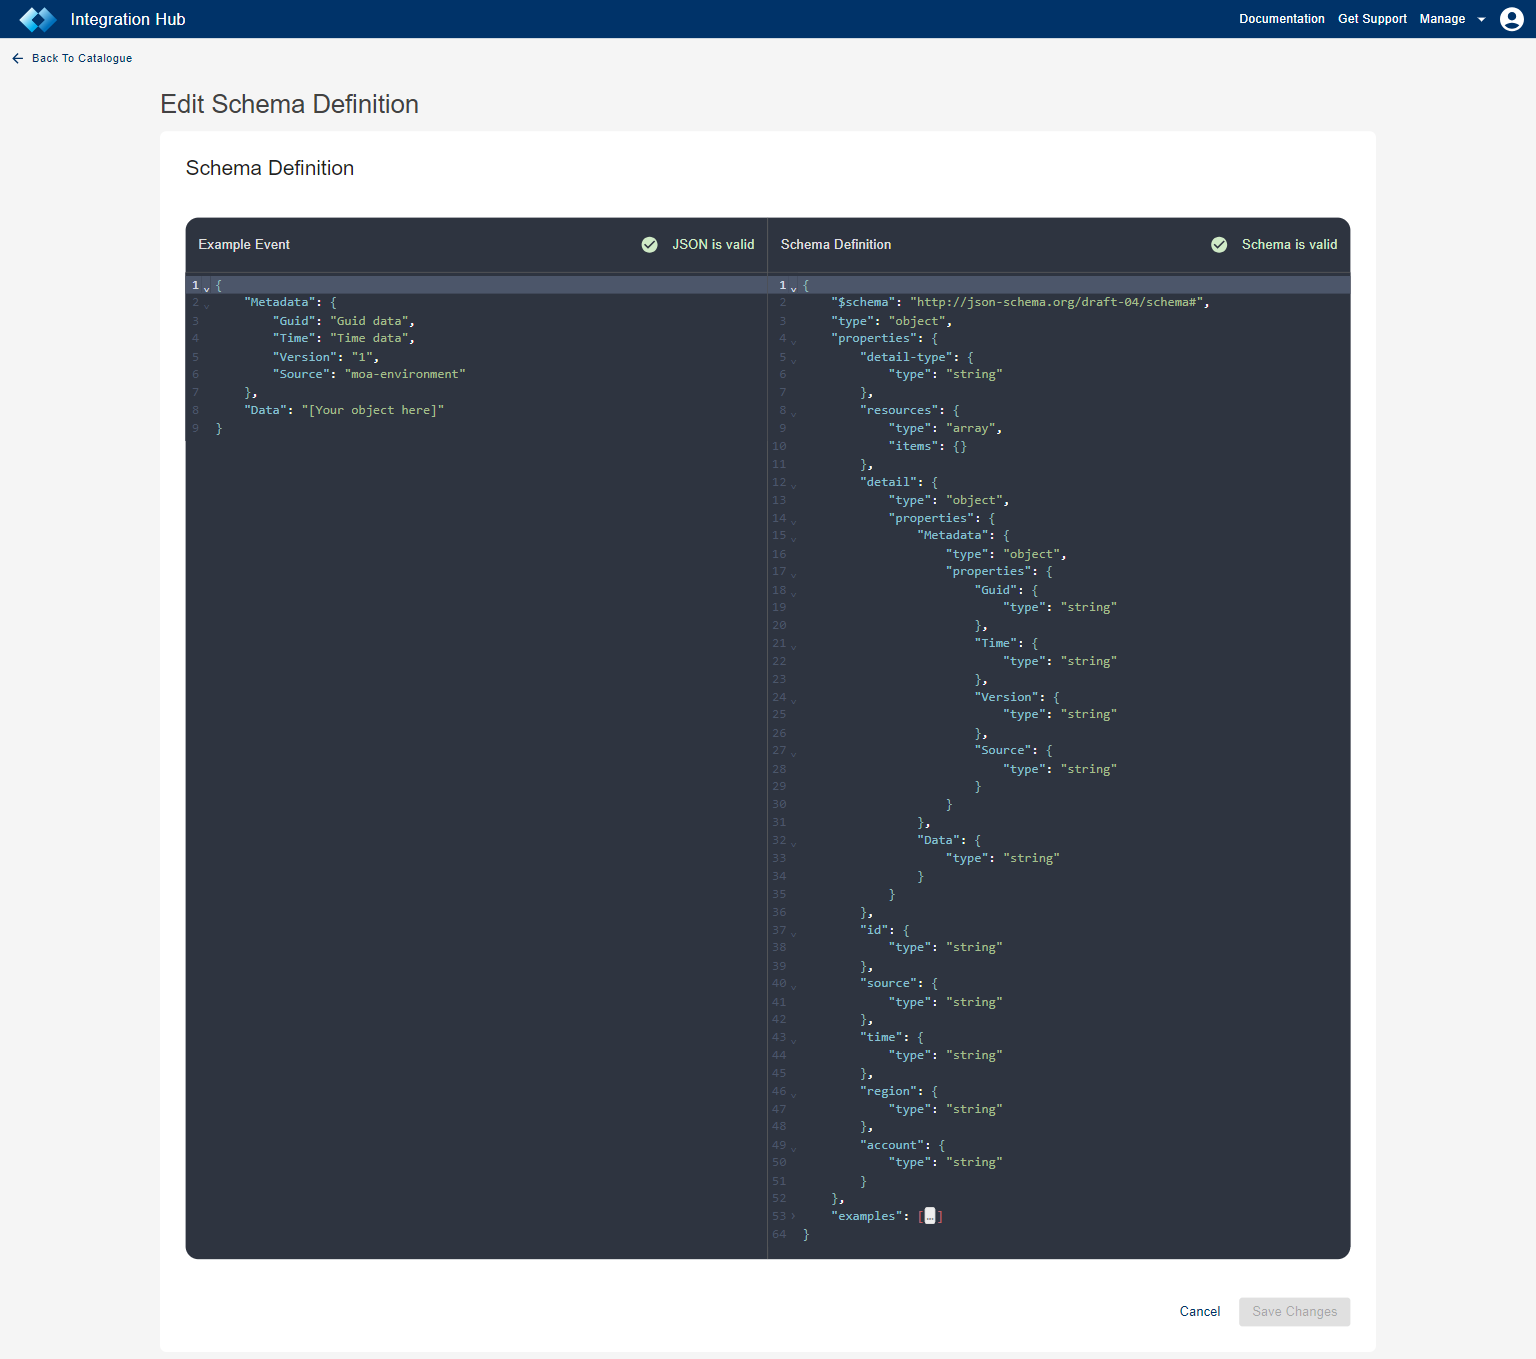 Integration Hub
Documentation Get Support Manage
Back To Catalogue
Edit Schema Definition
Schema Definition
Example Event
JSON is valid
1 {
2 "Metadata": {
3 "Guid": "Guid data",
4 "Time": "Time data",
5 "Version": "1",
6 "Source": "moa-environment"
7 },
8 "Data": "[Your object here]"
9 }
Schema Definition
Schema is valid
1 {
2 "$schema": "http://json-schema.org/draft-04/schema#",
3 "type": "object",
4 "properties": {
5 "detail-type": {
6 "type": "string"
7 },
8 "resources": {
9 "type": "array",
10 "items": {}
11 },
12 "detail": {
13 "type": "object",
14 "properties": {
15 "Metadata": {
16 "type": "object",
17 "properties": {
18 "Guid": {
19 "type": "string"
20 },
21 "Time": {
22 "type": "string"
23 },
24 "Version": {
25 "type": "string"
26 },
27 "Source": {
28 "type": "string"
29 }
30 }
31 },
32 "Data": {
33 "type": "string"
34 }
35 }
36 },
37 "id": {
38 "type": "string"
39 },
40 "source": {
41 "type": "string"
42 },
43 "time": {
44 "type": "string"
45 },
46 "region": {
47 "type": "string"
48 },
49 "account": {
50 "type": "string"
51 }
52 },
53 "examples": […]
64 }
Cancel Save Changes